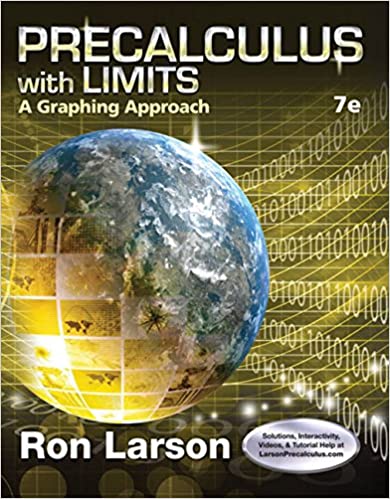 PRECALCULUS
with LIMITS
A Graphing Approach 7e
Ron Larson
Solutions, Interactivity,
Videos, & Tutorial Help at
LarsonPrecalculus.com